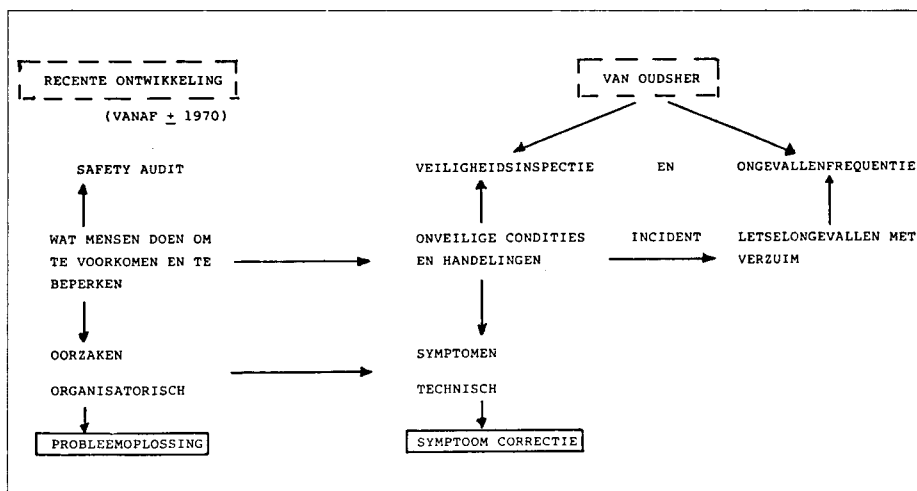 RECENTE ONTWIKKELING
(VANAF ± 1970)
VAN OUDSHER
SAFETY AUDIT
VEILIGHEIDSINSPECTIE
EN
ONGEVALLENFREQUENTIE
WAT MENSEN DOEN OM
TE VOORKOMEN EN TE
BEPERKEN
ONVEILIGE CONDITIES
EN HANDELINGEN
INCIDENT
LETSELONGEVALLEN MET
VERZUIM
OORZAKEN
ORGANISATORISCH
SYMPTOMEN
TECHNISCH
PROBLEEMOPLOSSING
SYMPTOOM CORRECTIE